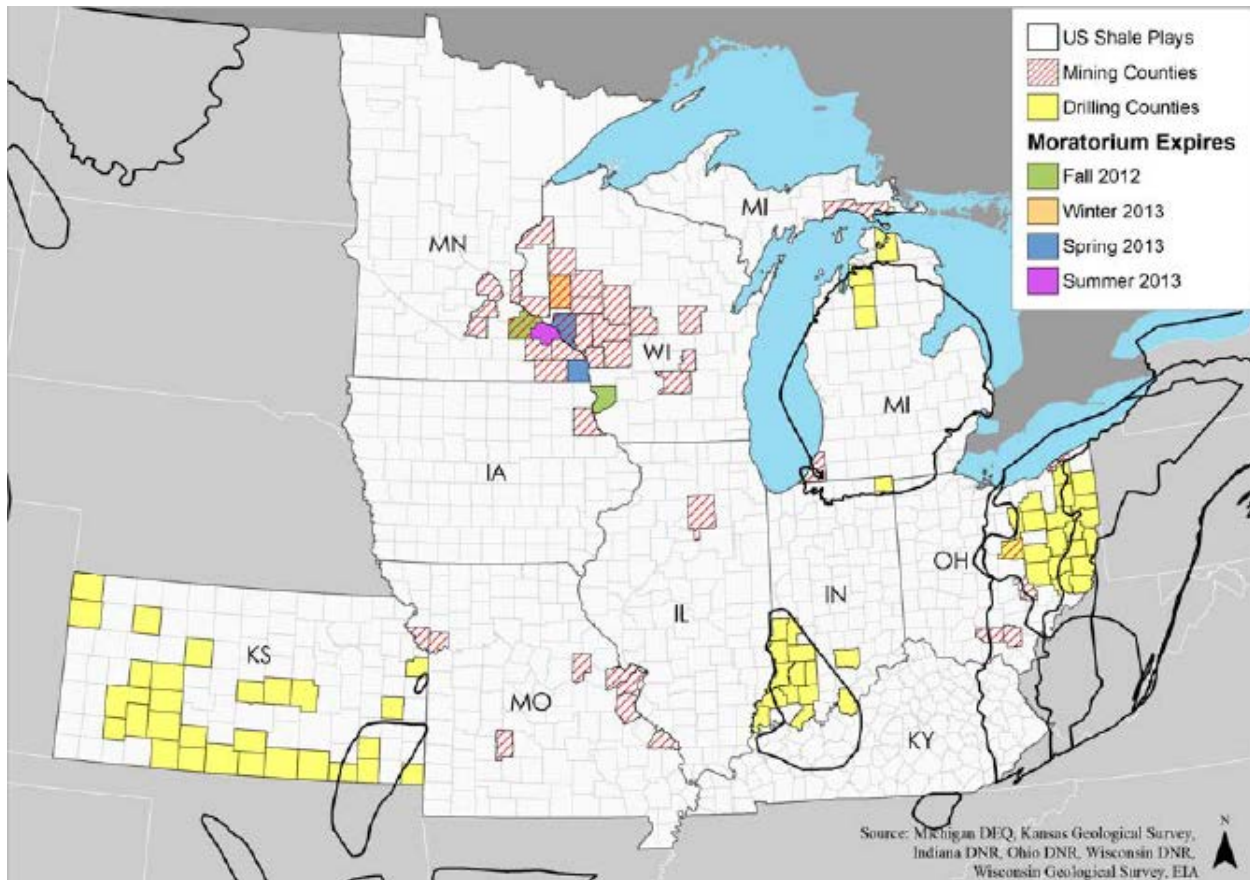 US Shale Plays
Mining Counties
Drilling Counties
Moratorium Expires
Fall 2012
Winter 2013
Spring 2013
Summer 2013
MI
MN
WI
MI
IA
OH
IN
IL
KS
MO
KY
N
Source: Michigan DEQ, Kansas Geological Survey,
Indiana DNR, Ohio DNR, Wisconsin DNR,
Wisconsin Geological Survey, EIA